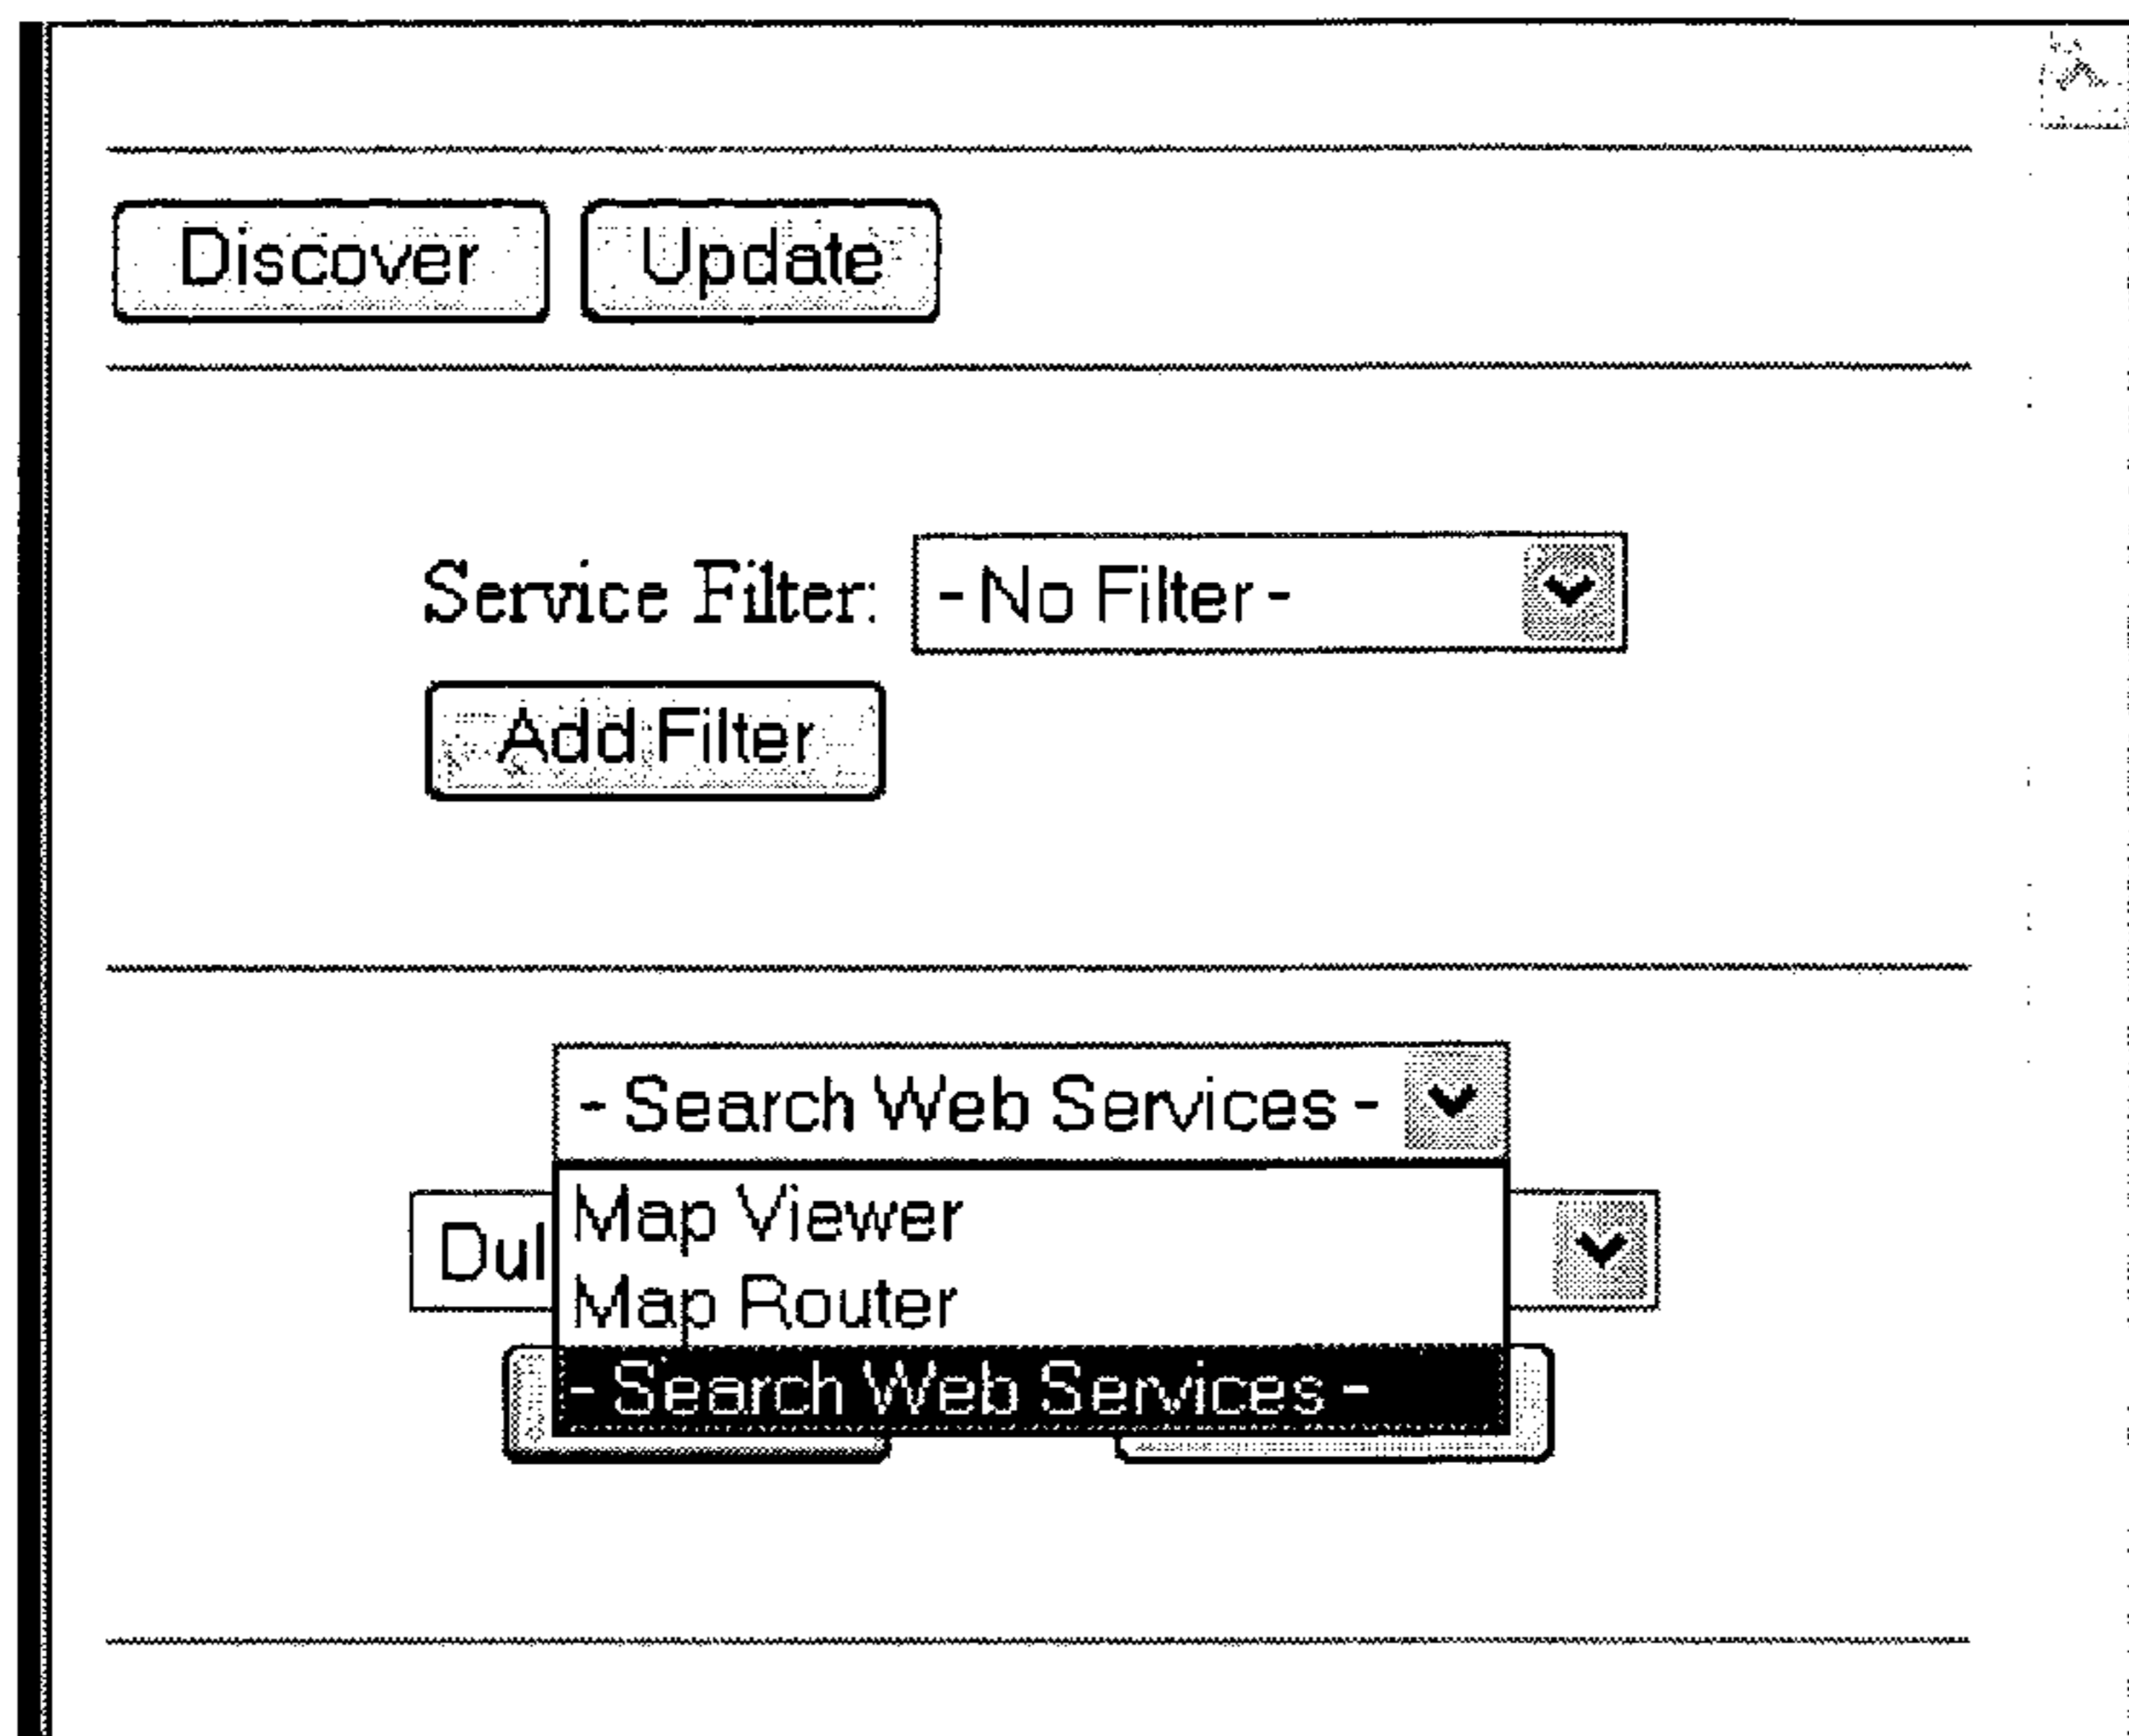 Discover Update
Service Filter: - No Filter -
Add Filter
- Search Web Services -
Map Viewer
Dul
Map Router
- Search Web Services -